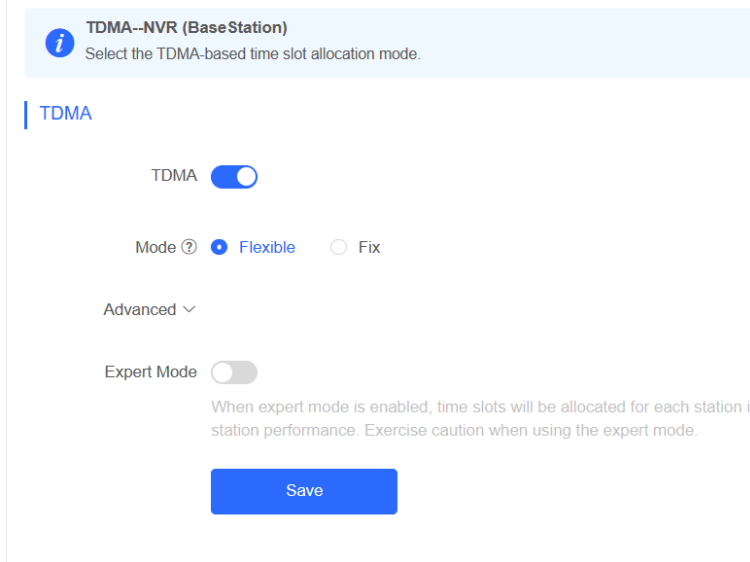 TDMA--NVR (BaseStation)
Select the TDMA-based time slot allocation mode.
TDMA
TDMA
Mode ? Flexible Fix
Advanced
Expert Mode
When expert mode is enabled, time slots will be allocated for each station i
station performance. Exercise caution when using the expert mode.
Save